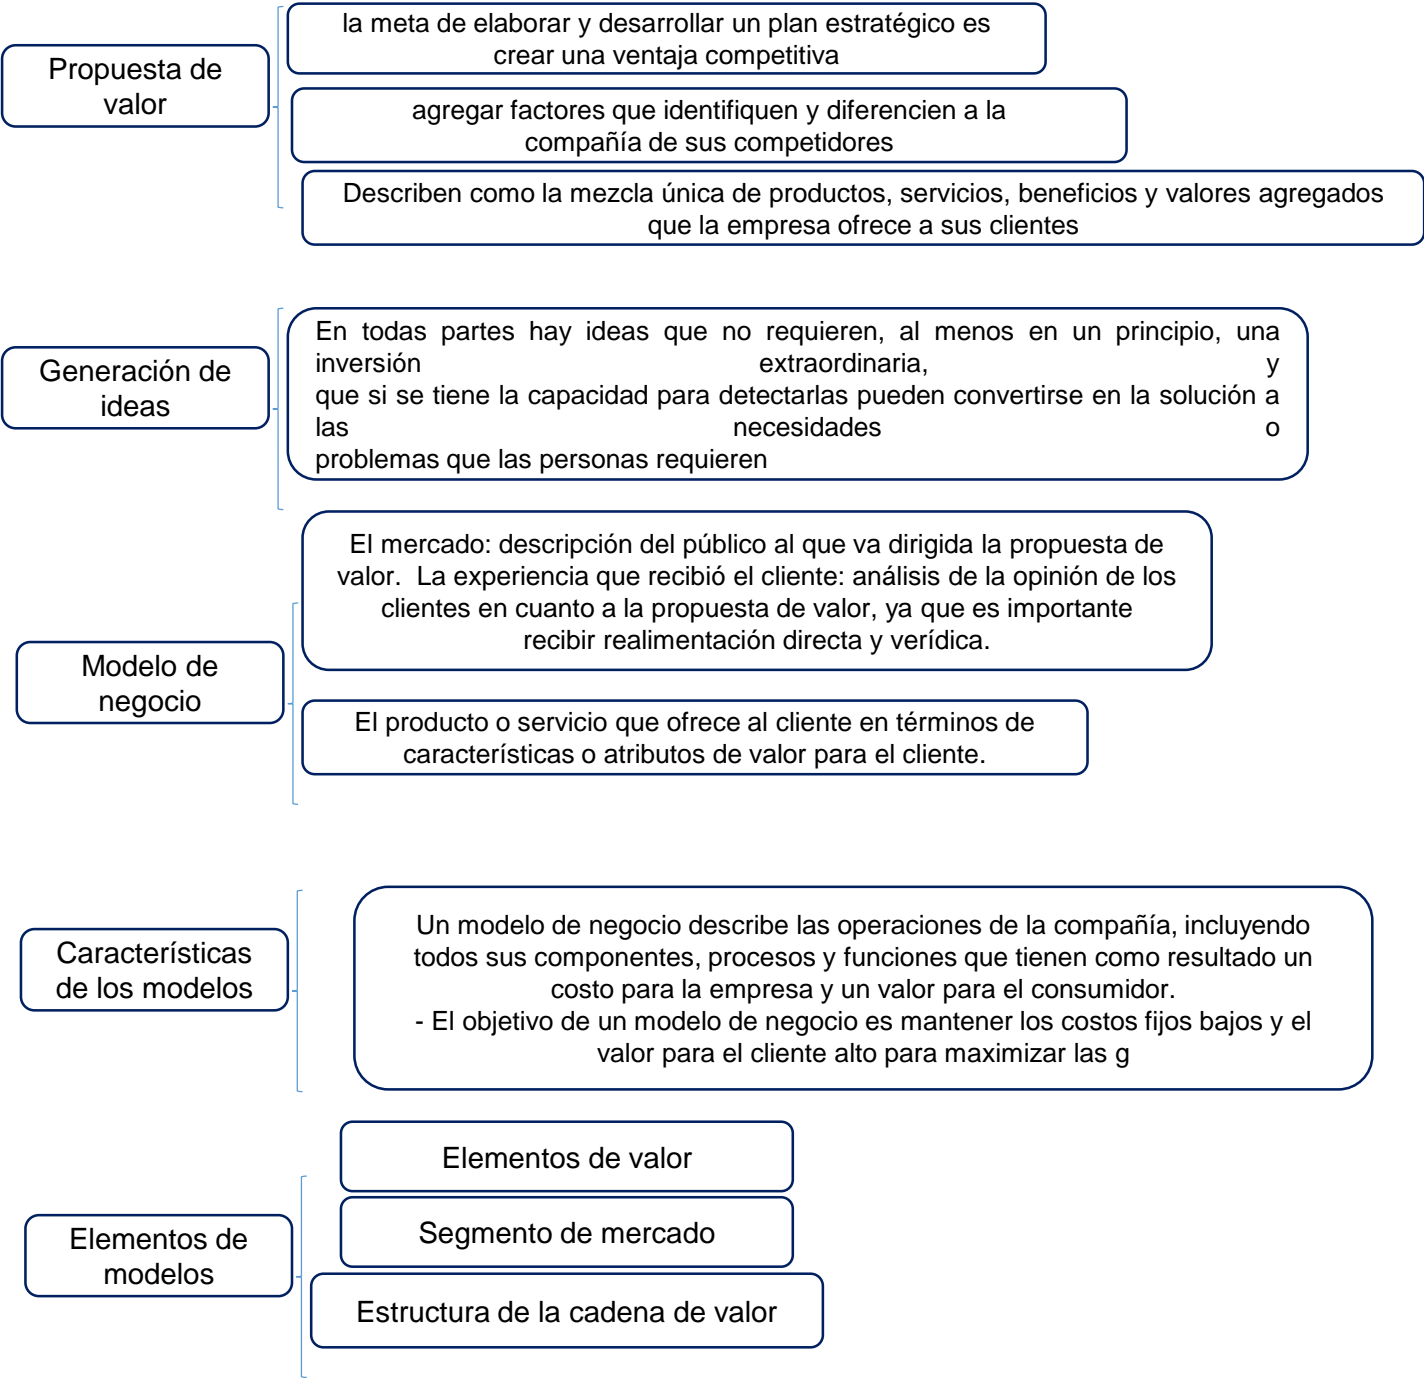 Propuesta de
valor
la meta de elaborar y desarrollar un plan estratégico es
crear una ventaja competitiva
agregar factores que identifiquen y diferencien a la
compañía de sus competidores
Describen como la mezcla única de productos, servicios, beneficios y valores agregados
que la empresa ofrece a sus clientes
Generación de
ideas
En todas partes hay ideas que no requieren, al menos en un principio, una
inversión extraordinaria, y
que si se tiene la capacidad para detectarlas pueden convertirse en la solución a
las necesidades o
problemas que las personas requieren
Modelo de
negocio
El mercado: descripción del público al que va dirigida la propuesta de
valor. La experiencia que recibió el cliente: análisis de la opinión de los
clientes en cuanto a la propuesta de valor, ya que es importante
recibir realimentación directa y verídica.
El producto o servicio que ofrece al cliente en términos de
características o atributos de valor para el cliente.
Característicias
de los modelos
Un modelo de negocio describe las operaciones de la compañía, incluyendo
todos sus componentes, procesos y funciones que tienen como resultado un
costo para la empresa y un valor para el consumidor.
- El objetivo de un modelo de negocio es mantener los costos fijos bajos y el
valor para el cliente alto para maximizar las g
Elementos de
modelos
Elementos de valor
Segmento de mercado
Estructura de la cadena de valor